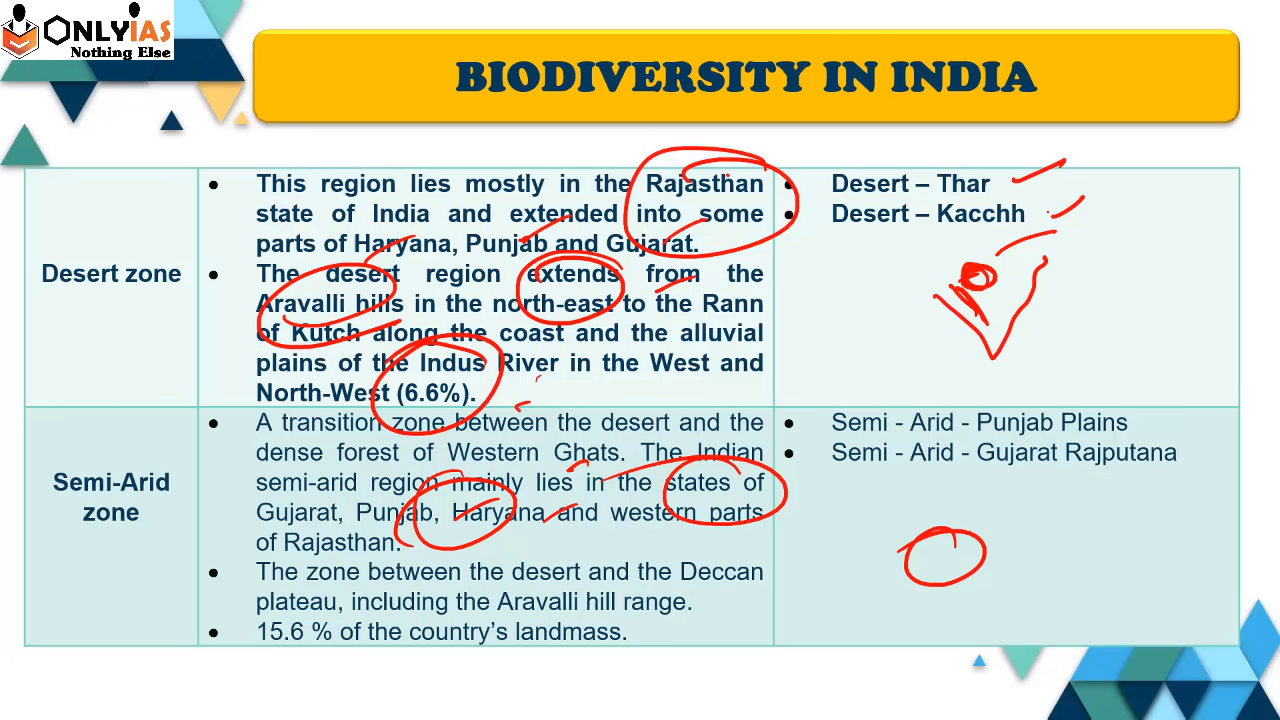 ONLYIAS
Nothing Else
BIODIVERSITY IN INDIA
Desert zone
• This region lies mostly in the Rajasthan
state of India and extended into some
parts of Haryana, Punjab and Gujarat.
• The desert region extends from the
Aravalli hills in the north-east to the Rann
of Kutch along the coast and the alluvial
plains of the Indus River in the West and
North-West (6.6%).
• Desert – Thar
• Desert – Kacchh
Semi-Arid
zone
• A transition zone between the desert and the
dense forest of Western Ghats. The Indian
semi-arid region mainly lies in the states of
Gujarat, Punjab, Haryana and western parts
of Rajasthan.
• The zone between the desert and the Deccan
plateau, including the Aravalli hill range.
• 15.6 % of the country’s landmass.
• Semi - Arid - Punjab Plains
• Semi - Arid - Gujarat Rajputana